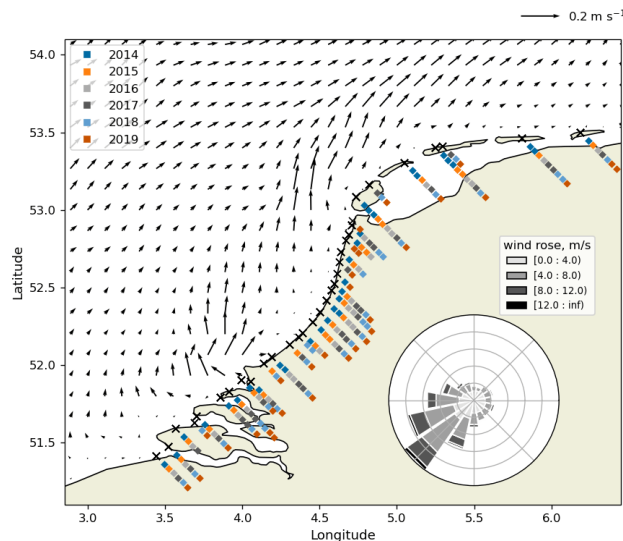 0.2 m s⁻¹
54.0
2014
2015
2016
2017
2018
2019
53.5
53.0
52.5
52.0
51.5
Latitude
wind rose, m/s
[0.0 : 4.0)
[4.0 : 8.0)
[8.0 : 12.0)
[12.0 : inf)
3.0 3.5 4.0 4.5 5.0 5.5 6.0
Longitude